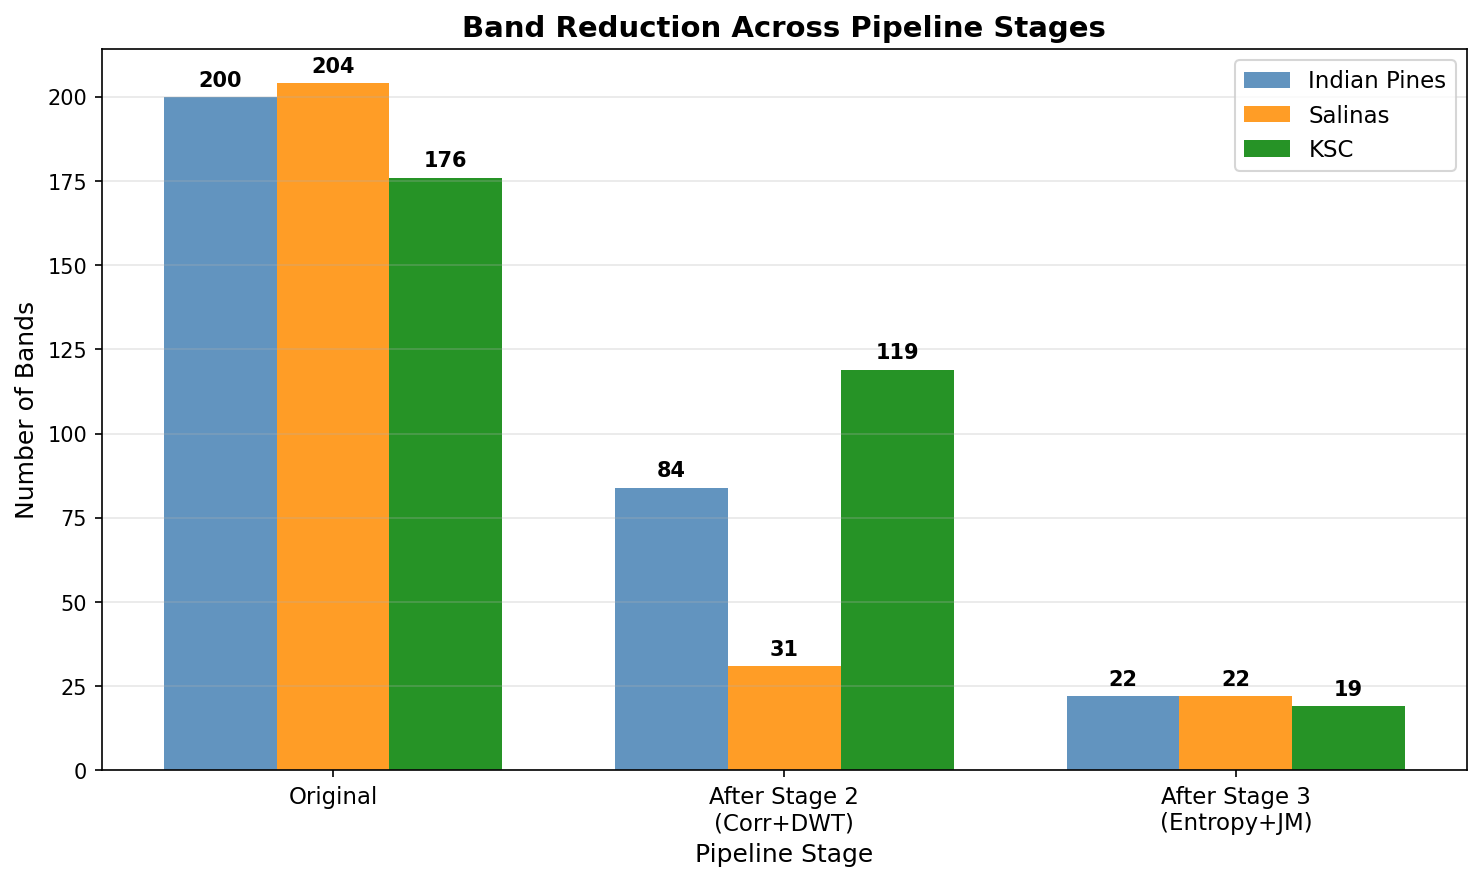 Band Reduction Across Pipeline Stages
Number of Bands
200
175
150
125
100
75
50
25
0
200
204
176
84
31
119
22
22
19
Indian Pines
Salinas
KSC
Original
After Stage 2
(Corr+DWT)
After Stage 3
(Entropy+JM)
Pipeline Stage